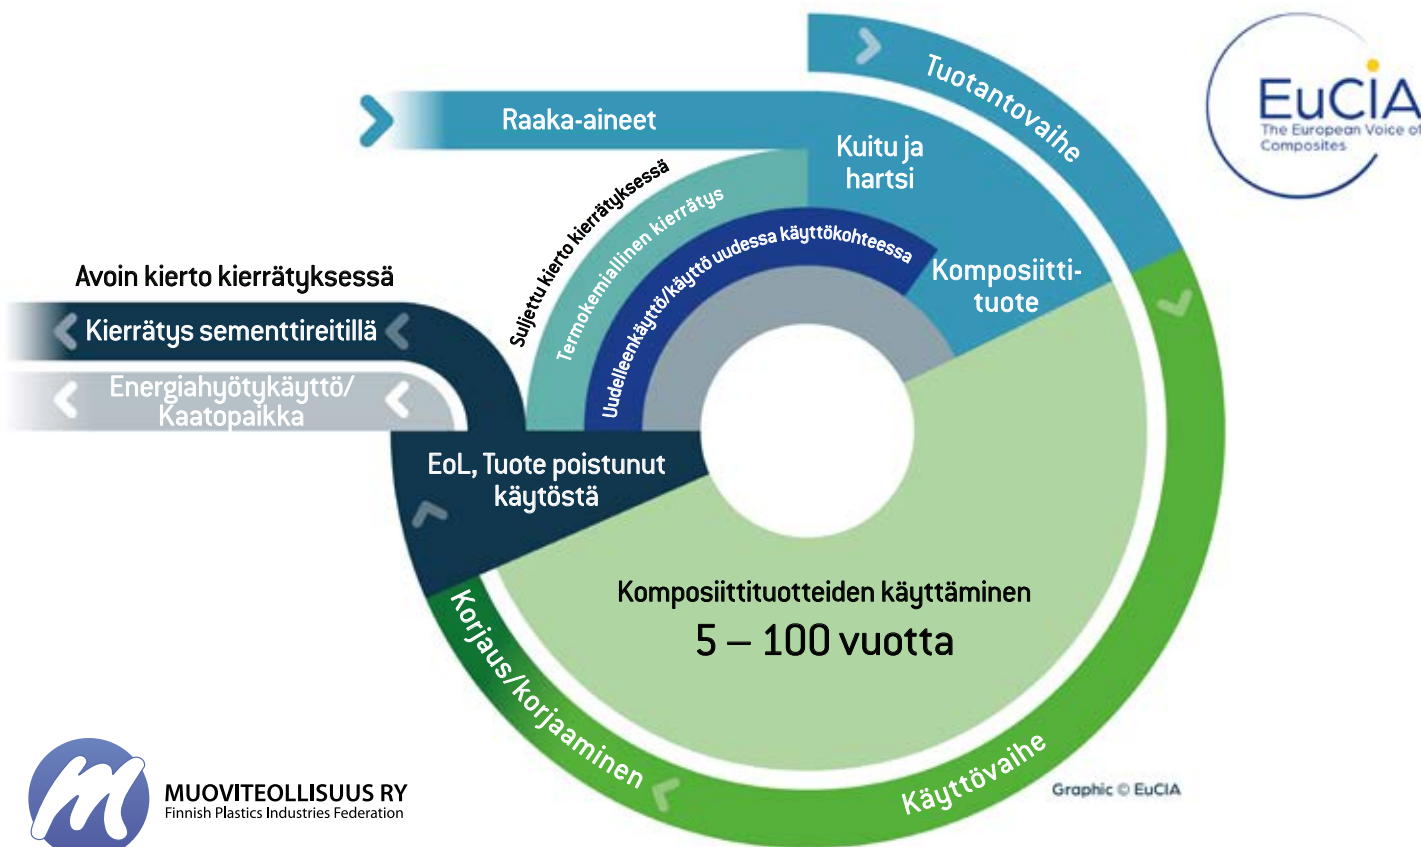 Tuotantovaihe
EuCIA
The European Voice of
Composites
Raaka-aineet
Kuitu ja
hartsi
Suljettu kierto kierrätyksessä
Termokemiallinen kierrätys
Uudelleenkäyttö/käyttö uudessa käyttökohteessa
Komposiitti-
tuote
Avoin kierto kierrätyksessä
Kierrätys sementtireitillä
Energiahyötykäyttö/
Kaatopaikka
EoL, Tuote poistunut
käytöstä
Komposiittituotteiden käyttäminen
5 – 100 vuotta
Korjaus/korjaaminen
Käyttövaihe
Graphic © EuCIA
MUOVITEOLLISUUS RY
Finnish Plastics Industries Federation